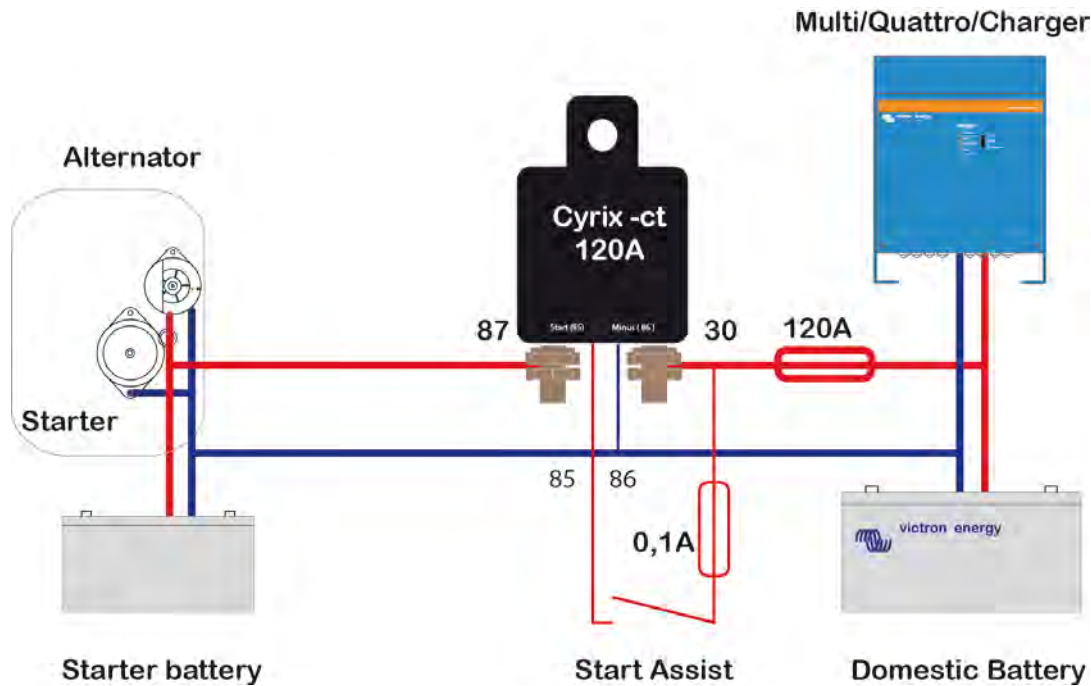 Multi/Quattro/Charger
Alternator
Cyrix -ct
120A
Start (85)
Minus ( 86 )
87
30
120A
Starter
85
86
0,1A
victron energy
Starter battery
Start Assist
Domestic Battery